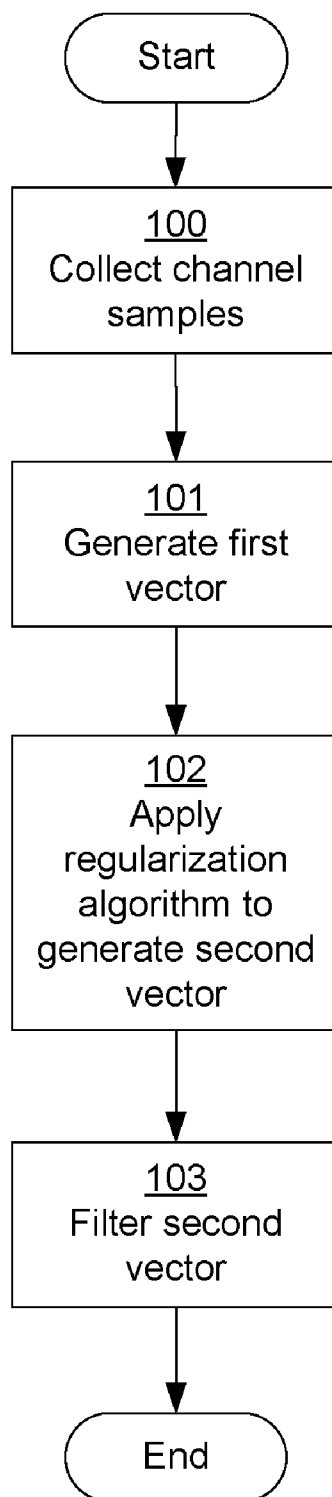 Start
100
Collect channel
samples
101
Generate first
vector
102
Apply
regularization
algorithm to
generate second
vector
103
Filter second
vector
End